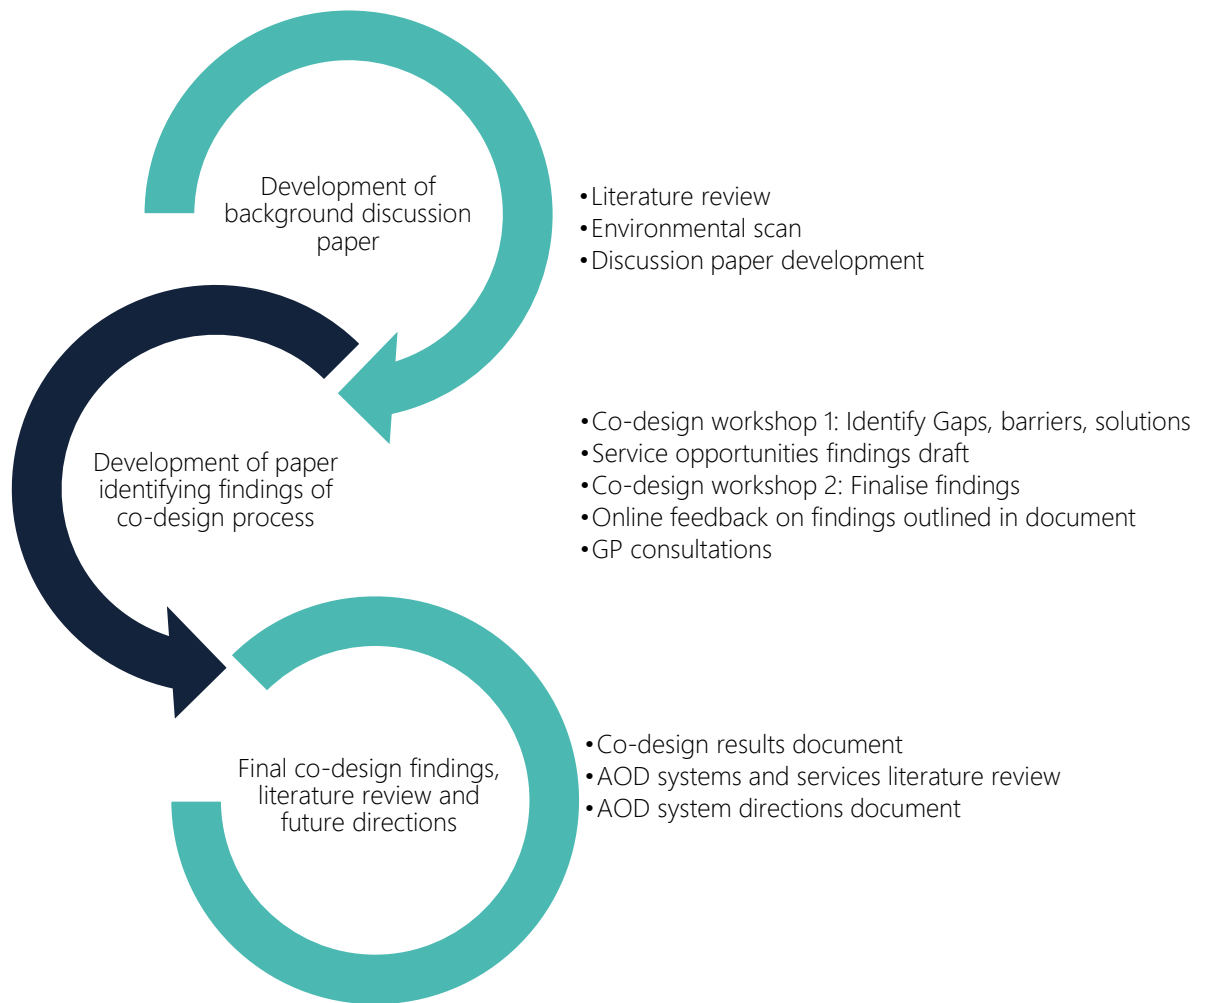 Development of
background discussion
paper
•Literature review
•Environmental scan
•Discussion paper development
Development of paper
identifying findings of
co-design process
•Co-design workshop 1: Identify Gaps, barriers, solutions
•Service opportunities findings draft
•Co-design workshop 2: Finalise findings
•Online feedback on findings outlined in document
•GP consultations
Final co-design findings,
literature review and
future directions
•Co-design results document
•AOD systems and services literature review
•AOD system directions document